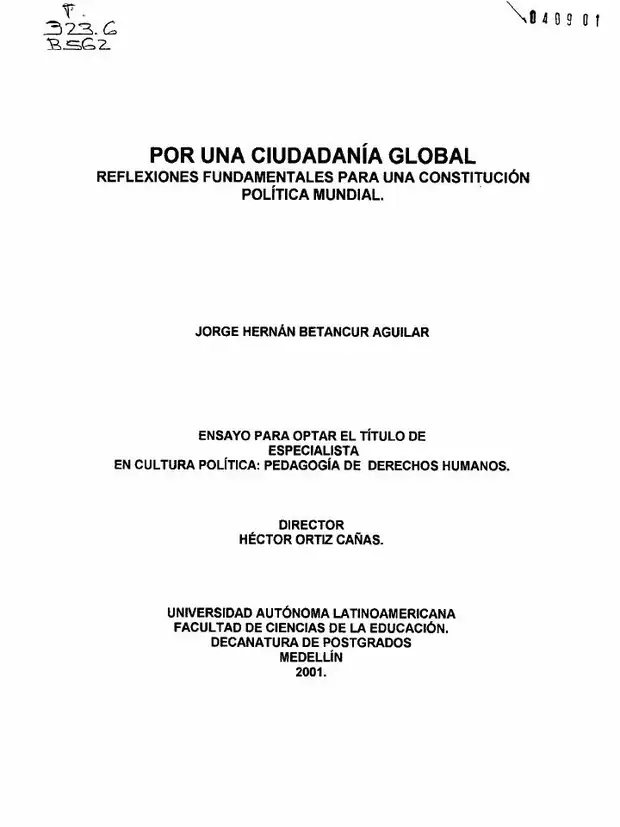 T.
323.6
B562
040901
POR UNA CIUDADANÍA GLOBAL
REFLEXIONES FUNDAMENTALES PARA UNA CONSTITUCIÓN
POLÍTICA MUNDIAL.
JORGE HERNÁN BETANCUR AGUILAR
ENSAYO PARA OPTAR EL TÍTULO DE
ESPECIALISTA
EN CULTURA POLÍTICA: PEDAGOGÍA DE DERECHOS HUMANOS.
DIRECTOR
HÉCTOR ORTIZ CAÑAS.
UNIVERSIDAD AUTÓNOMA LATINOAMERICANA
FACULTAD DE CIENCIAS DE LA EDUCACIÓN.
DECANATURA DE POSTGRADOS
MEDELLÍN
2001.